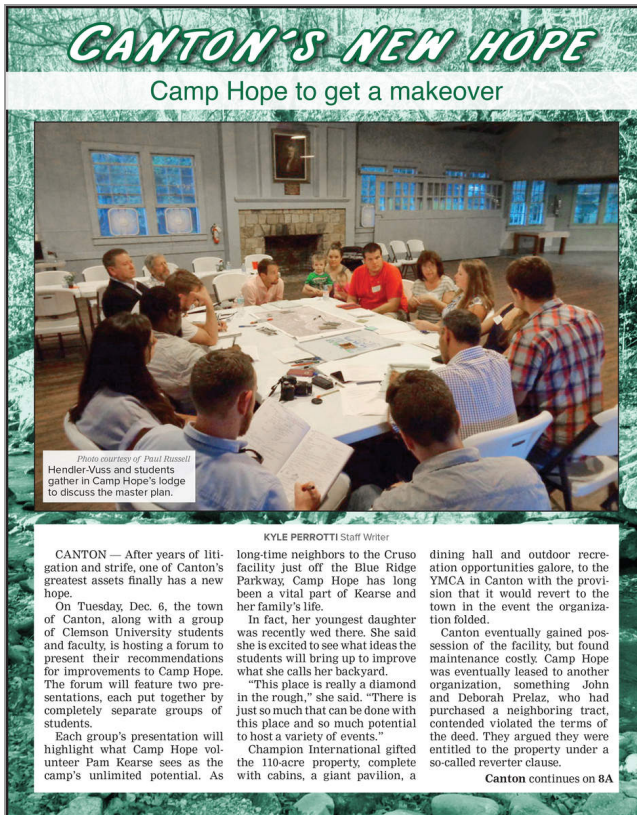 CANTON'S NEW HOPE
Camp Hope to get a makeover
Photo courtesy of Paul Russell
Hendler-Vuss and students
gather in Camp Hope's lodge
to discuss the master plan.
KYLE PERROTTI Staff Writer
CANTON — After years of liti-
gation and strife, one of Canton's
greatest assets finally has a new
hope.
On Tuesday, Dec. 6, the town
of Canton, along with a group
of Clemson University students
and faculty, is hosting a forum to
present their recommendations
for improvements to Camp Hope.
The forum will feature two pre-
sentations, each put together by
completely separate groups of
students.
Each group's presentation will
highlight what Camp Hope vol-
unteer Pam Kearse sees as the
camp's unlimited potential. As
long-time neighbors to the Cruso
facility just off the Blue Ridge
Parkway, Camp Hope has long
been a vital part of Kearse and
her family's life.
In fact, her youngest daughter
was recently wed there. She said
she is excited to see what ideas the
students will bring up to improve
what she calls her backyard.
"This place is really a diamond
in the rough," she said. "There is
just so much that can be done with
this place and so much potential
to host a variety of events."
Champion International gifted
the 110-acre property, complete
with cabins, a giant pavilion, a
dining hall and outdoor recre-
ation opportunities galore, to the
YMCA in Canton with the provi-
sion that it would revert to the
town in the event the organiza-
tion folded.
Canton eventually gained pos-
session of the facility, but found
maintenance costly. Camp Hope
was eventually leased to another
organization, something John
and Deborah Prelaz, who had
purchased a neighboring tract,
contended violated the terms of
the deed. They argued they were
entitled to the property under a
so-called reverter clause.
Canton continues on 8A